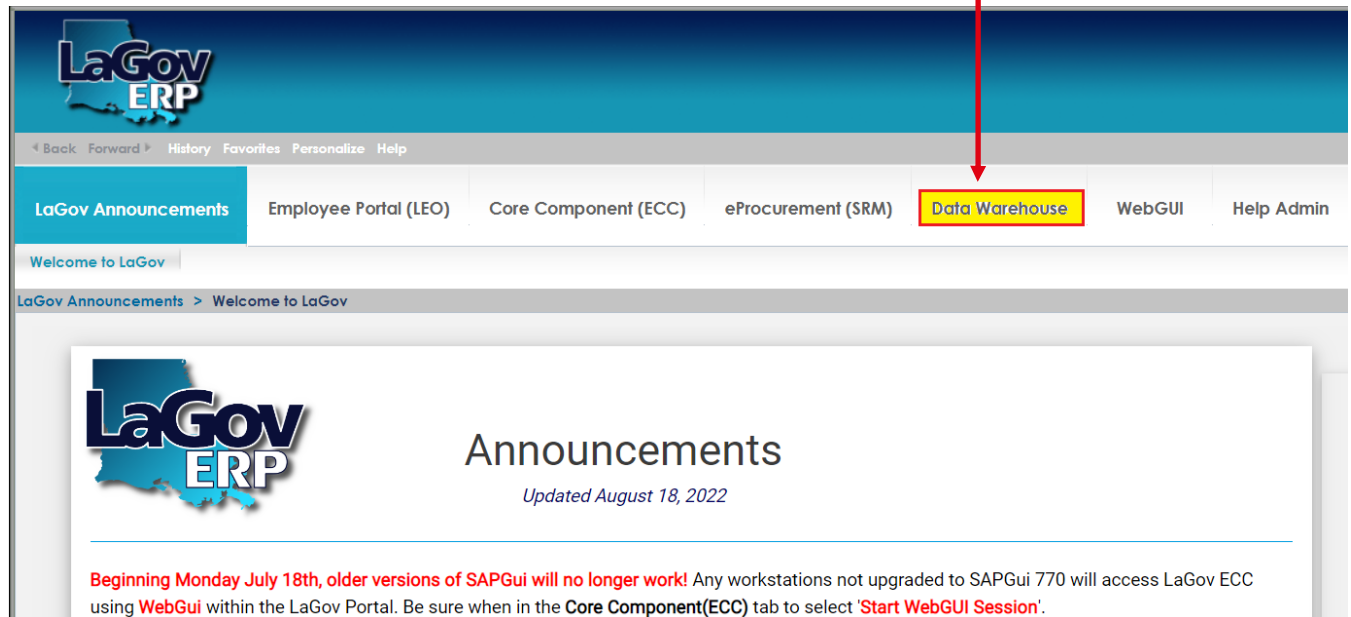 LaGov
ERP
Back Forward History Favorites Personalize Help
LaGov Announcements Employee Portal (LEO) Core Component (ECC) eProcurement (SRM) Data Warehouse WebGUI Help Admin
Welcome to LaGov
LaGov Announcements > Welcome to LaGov
LaGov
ERP
Announcements
Updated August 18, 2022
Beginning Monday July 18th, older versions of SAPGui will no longer work! Any workstations not upgraded to SAPGui 770 will access LaGov ECC
using WebGui within the LaGov Portal. Be sure when in the Core Component(ECC) tab to select 'Start WebGUI Session'.